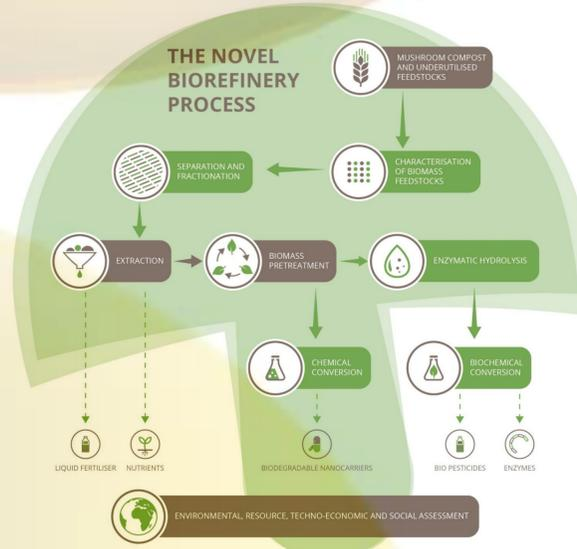 THE NOVEL
BIOREFINERY
PROCESS
MUSHROOM COMPOST
AND UNDERUTILISED
FEEDSTOCKS
SEPARATION AND
FRACTIONATION
CHARACTERISATION
OF BIOMASS
FEEDSTOCKS
EXTRACTION
BIOMASS
PRETREATMENT
ENZYMATIC HYDROLYSIS
CHEMICAL
CONVERSION
BIOCHEMICAL
CONVERSION
LIQUID FERTILISER
NUTRIENTS
BIODEGRADABLE NANOCARRIERS
BIO PESTICIDES
ENZYMES
ENVIRONMENTAL, RESOURCE, TECHNO-ECONOMIC AND SOCIAL ASSESSMENT